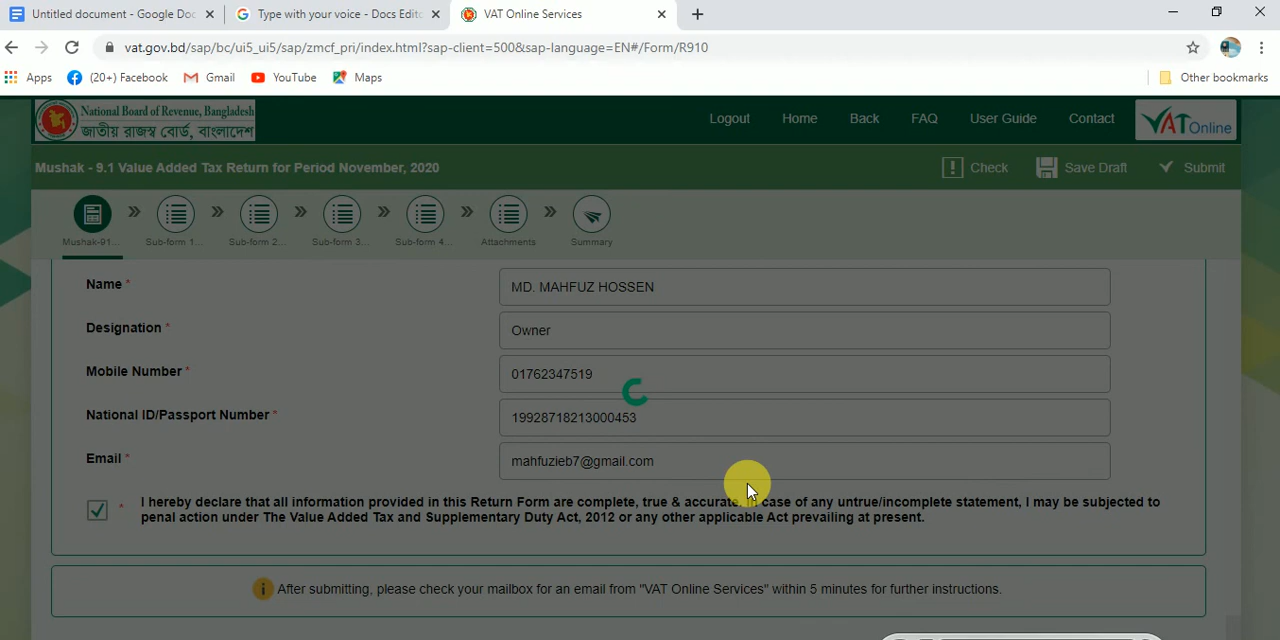 Untitled document - Google Doc
Type with your voice - Docs Edito
VAT Online Services
vat.gov.bd/sap/bc/ui5_ui5/sap/zmcf_pri/index.html?sap-client=500&sap-language=EN#/Form/R910
Apps
(20+) Facebook
Gmail
YouTube
Maps
Other bookmarks
National Board of Revenue, Bangladesh
জাতীয় রাজস্ব বোর্ড, বাংলাদেশ
Logout
Home
Back
FAQ
User Guide
Contact
VAT Online
Mushak - 9.1 Value Added Tax Return for Period November, 2020
Check
Save Draft
Submit
Mushak-91...
Sub-form 1...
Sub-form 2...
Sub-form 3...
Sub-form 4...
Attachments
Summary
Name * MD. MAHFUZ HOSSEN
Designation * Owner
Mobile Number * 01762347519
National ID/Passport Number * 19928718213000453
Email * mahfuzieb7@gmail.com
* I hereby declare that all information provided in this Return Form are complete, true & accurate. In case of any untrue/incomplete statement, I may be subjected to
penal action under The Value Added Tax and Supplementary Duty Act, 2012 or any other applicable Act prevailing at present.
After submitting, please check your mailbox for an email from "VAT Online Services" within 5 minutes for further instructions.